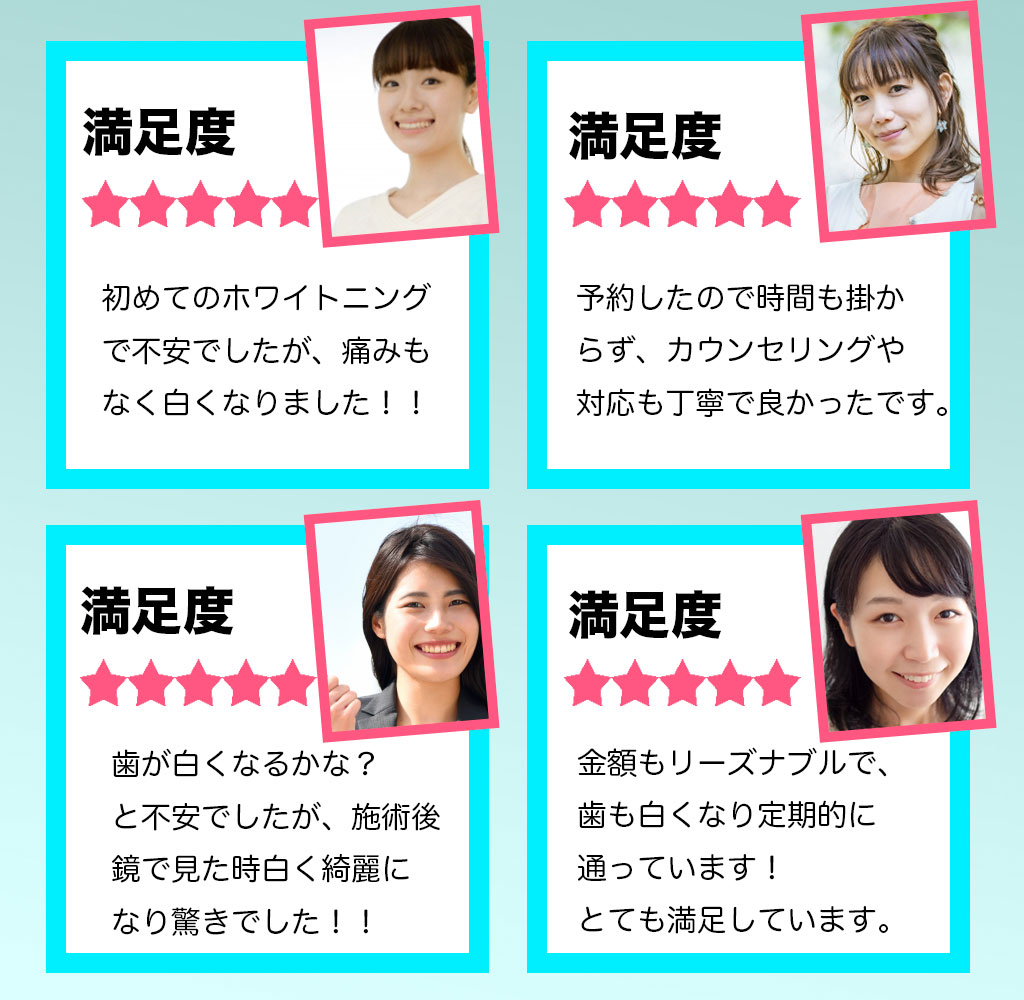 満足度
★★★★★
初めてのホワイトニング
で不安でしたが、痛みも
なく白くなりました！！
満足度
★★★★★
予約したので時間も掛か
らず、カウンセリングや
対応も丁寧で良かったです。
満足度
★★★★★
歯が白くなるかな？
と不安でしたが、施術後
鏡で見た時白く綺麗に
なり驚きでした！！
満足度
★★★★★
金額もリーズナブルで、
歯も白くなり定期的に
通っています！
とても満足しています。